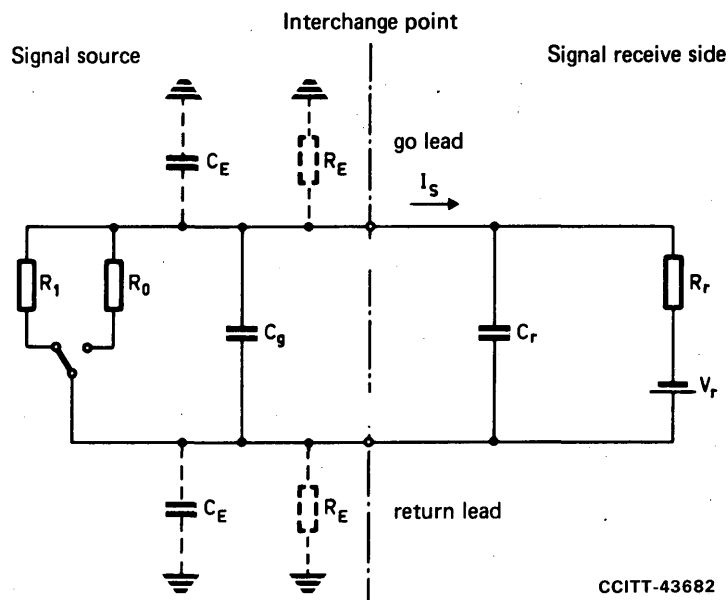 Interchange point
Signal source
Signal receive side
C_E
R_E
go lead
I_S
R_1
R_0
C_g
C_r
R_r
V_r
C_E
R_E
return lead
CCITT-43682